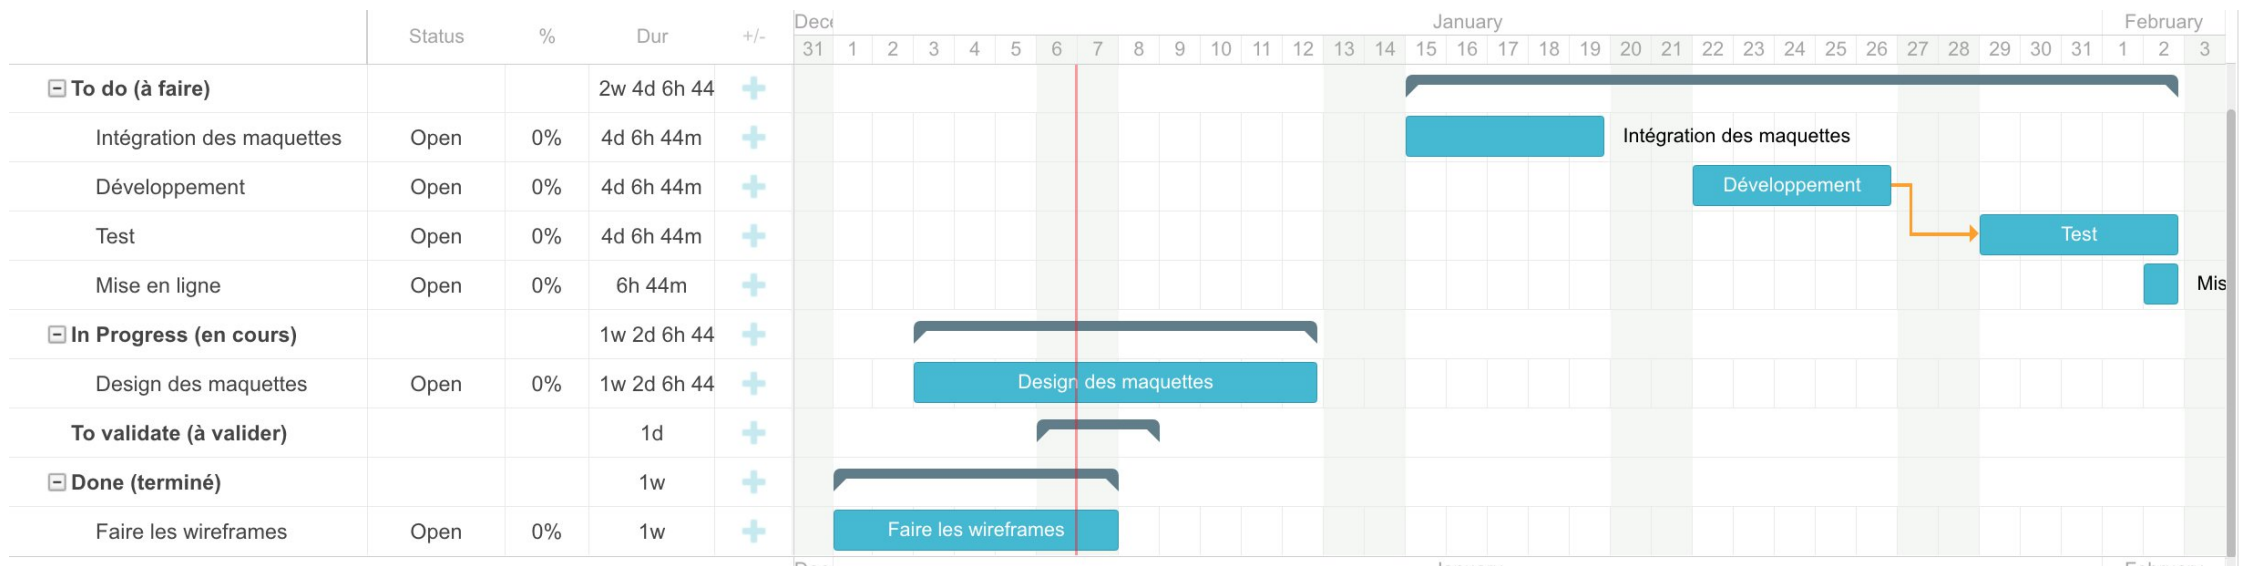 Status % Dur +/-
Dece January February
31 1 2 3 4 5 6 7 8 9 10 11 12 13 14 15 16 17 18 19 20 21 22 23 24 25 26 27 28 29 30 31 1 2 3
To do (à faire) 2w 4d 6h 44
Intégration des maquettes Open 0% 4d 6h 44m Intégration des maquettes
Développement Open 0% 4d 6h 44m Développement
Test Open 0% 4d 6h 44m Test
Mise en ligne Open 0% 6h 44m Mis
In Progress (en cours) 1w 2d 6h 44
Design des maquettes Open 0% 1w 2d 6h 44 Design des maquettes
To validate (à valider) 1d
Done (terminé) 1w
Faire les wireframes Open 0% 1w Faire les wireframes